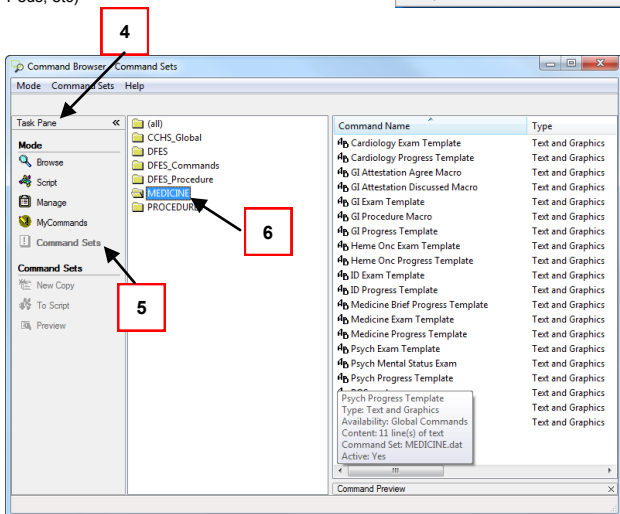 4
Command Browser - Command Sets
Mode Command Sets Help
Task Pane «
Mode
Browse
Script
Manage
MyCommands
Command Sets
Command Sets
New Copy
To Script
Preview
5
(all)
CCHS_Global
DFES
DFES_Commands
DFES_Procedure
MEDICINE
PROCEDURE
6
Command Name Type
Cardiology Exam Template Text and Graphics
Cardiology Progress Template Text and Graphics
GI Attestation Agree Macro Text and Graphics
GI Attestation Discussed Macro Text and Graphics
GI Exam Template Text and Graphics
GI Procedure Macro Text and Graphics
GI Progress Template Text and Graphics
Heme Onc Exam Template Text and Graphics
Heme Onc Progress Template Text and Graphics
ID Exam Template Text and Graphics
ID Progress Template Text and Graphics
Medicine Brief Progress Template Text and Graphics
Medicine Exam Template Text and Graphics
Medicine Progress Template Text and Graphics
Psych Exam Template Text and Graphics
Psych Mental Status Exam Text and Graphics
Psych Progress Template Text and Graphics
Text and Graphics
Text and Graphics
Text and Graphics
Psych Progress Template
Type: Text and Graphics
Availability: Global Commands
Content: 11 line(s) of text
Command Set: MEDICINE.dat
Active: Yes
Command Preview